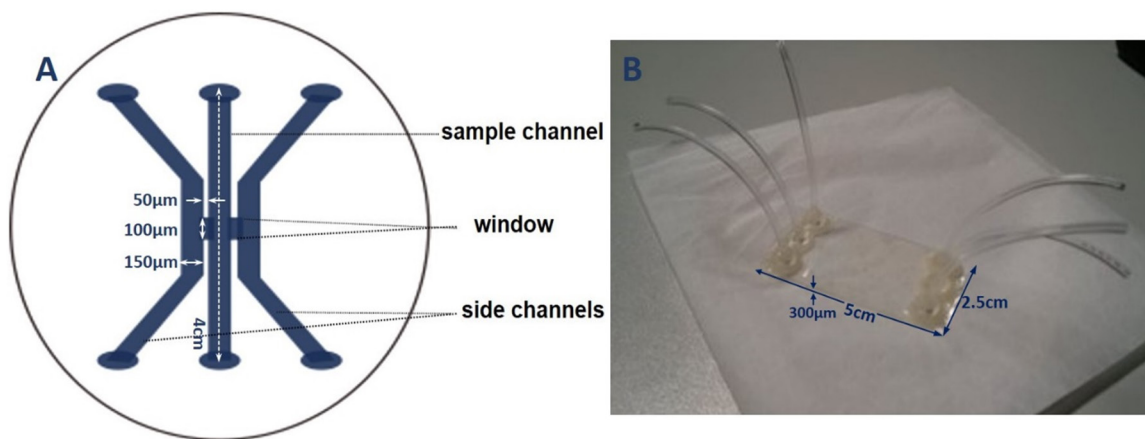 A
sample channel
50μm
100μm
window
150μm
4cm
side channels
B
300μm
5cm
2.5cm